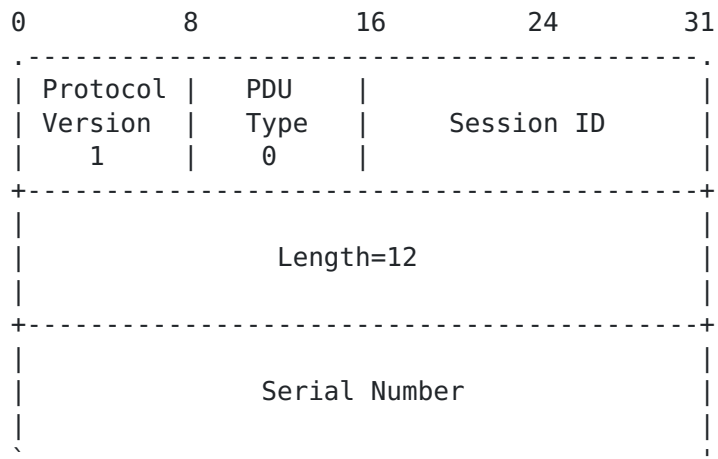 0 8 16 24 31
.-------------------------------------------.
| Protocol | PDU | |
| Version | Type | Session ID |
| 1 | 0 | |
+-------------------------------------------+
| |
| Length=12 |
| |
+-------------------------------------------+
| |
| Serial Number |
| |
`-------------------------------------------'